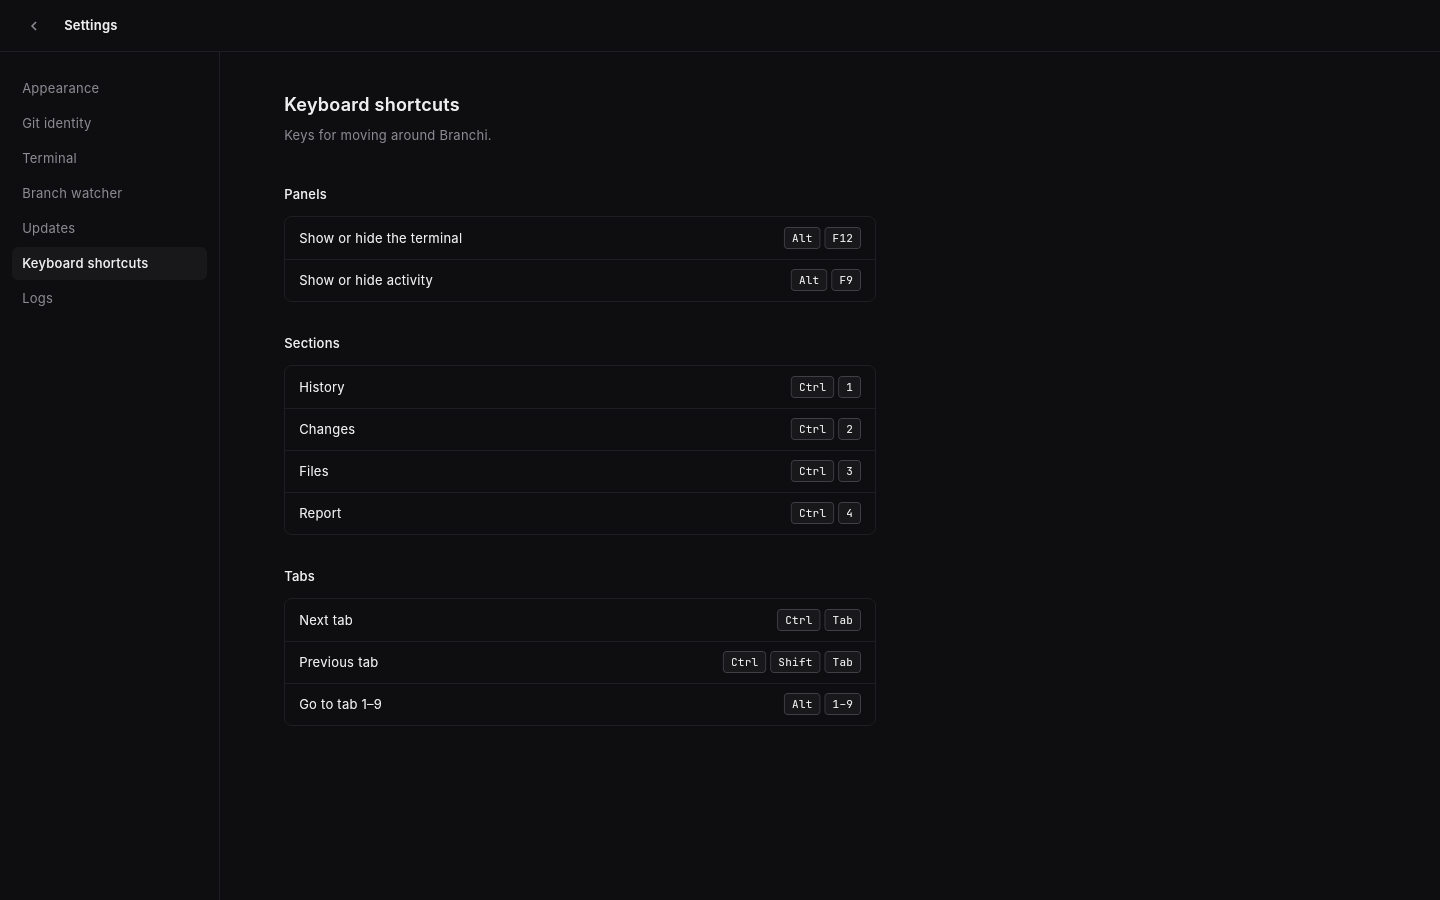 Settings
Appearance
Git identity
Terminal
Branch watcher
Updates
Keyboard shortcuts
Logs
Keyboard shortcuts
Keys for moving around Branchi.
Panels
Show or hide the terminal Alt F12
Show or hide activity Alt F9
Sections
History Ctrl 1
Changes Ctrl 2
Files Ctrl 3
Report Ctrl 4
Tabs
Next tab Ctrl Tab
Previous tab Ctrl Shift Tab
Go to tab 1–9 Alt 1–9